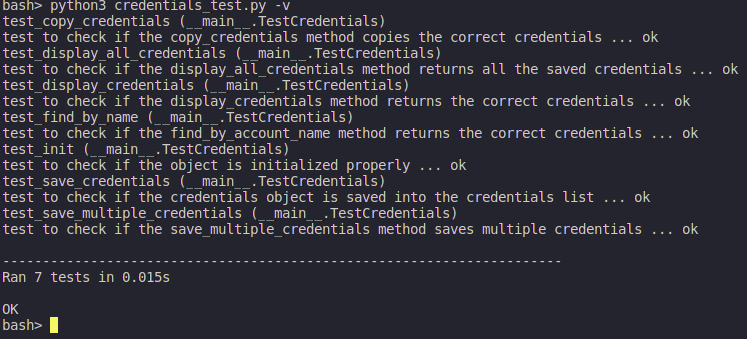 bash> python3 credentials_test.py -v
test_copy_credentials (__main__.TestCredentials)
test to check if the copy_credentials method copies the correct credentials ... ok
test_display_all_credentials (__main__.TestCredentials)
test to check if the display_all_credentials method returns all the saved credentials ... ok
test_display_credentials (__main__.TestCredentials)
test to check if the display_credentials method returns the correct credentials ... ok
test_find_by_name (__main__.TestCredentials)
test to check if the find_by_account_name method returns the correct credentials ... ok
test_init (__main__.TestCredentials)
test to check if the object is initialized properly ... ok
test_save_credentials (__main__.TestCredentials)
test to check if the credentials object is saved into the credentials list ... ok
test_save_multiple_credentials (__main__.TestCredentials)
test to check if the save_multiple_credentials method saves multiple credentials ... ok
----------------------------------------------------------------------
Ran 7 tests in 0.015s
OK
bash>